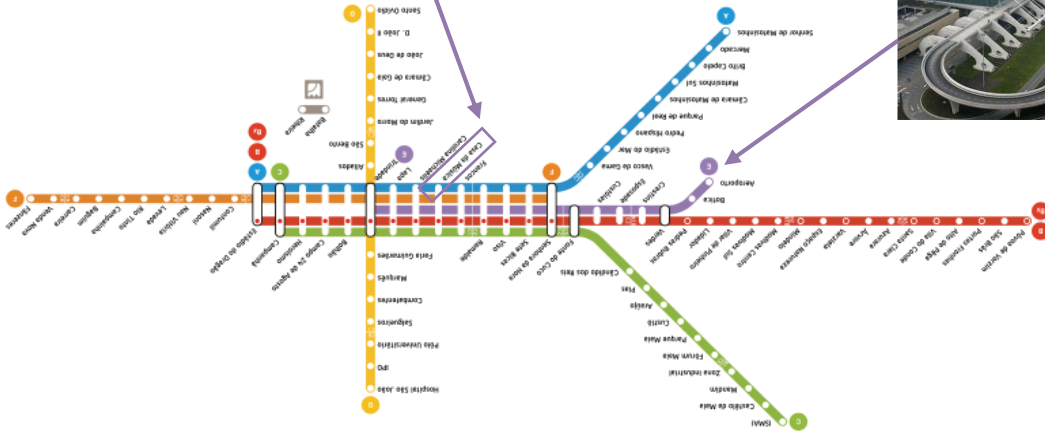 D
Santo Ovídio
D. João II
João de Deus
Câmara de Gaia
General Torres
Jardim do Morro
São Bento
Aliados
Trindade
Batalha
Ribeira
A
Senhor de Matosinhos
Mercado
Brito Capelo
Matosinhos Sul
Câmara de Matosinhos
Parque de Real
Pedro Hispano
Estádio do Mar
Vasco da Gama
Bx
B
A
C
E
Lapa
Carolina Michaëlis
Casa da Música
Francos
F
E
Aeroporto
Botica
Custóias
Esposade
Crestins
Verdes
F
Fânzeres
Venda Nova
Carreira
Baguim
Campainha
Rio Tinto
Levada
Nau Vitória
Nasoni
Contumil
Estádio do Dragão
Campanhã
Heroísmo
Campo 24 de Agosto
Bolhão
Ramalde
Viso
Sete Bicas
Senhora da Hora
Fonte do Cuco
Pedras Rubras
Lidador
Vilar do Pinheiro
Modivas Sul
Modivas Centro
Mindelo
Espaço Natureza
Varziela
Árvore
Azurara
Santa Clara
Vila do Conde
Alto de Pega
Portas Fronhas
São Brás
Póvoa de Varzim
Bx
B
Faria Guimarães
Marquês
Combatentes
Salgueiros
Pólo Universitário
IPO
Hospital São João
D
Cândido dos Reis
Pias
Araújo
Custió
Parque Maia
Fórum Maia
Zona Industrial
Mandim
Castêlo da Maia
ISMAI
C